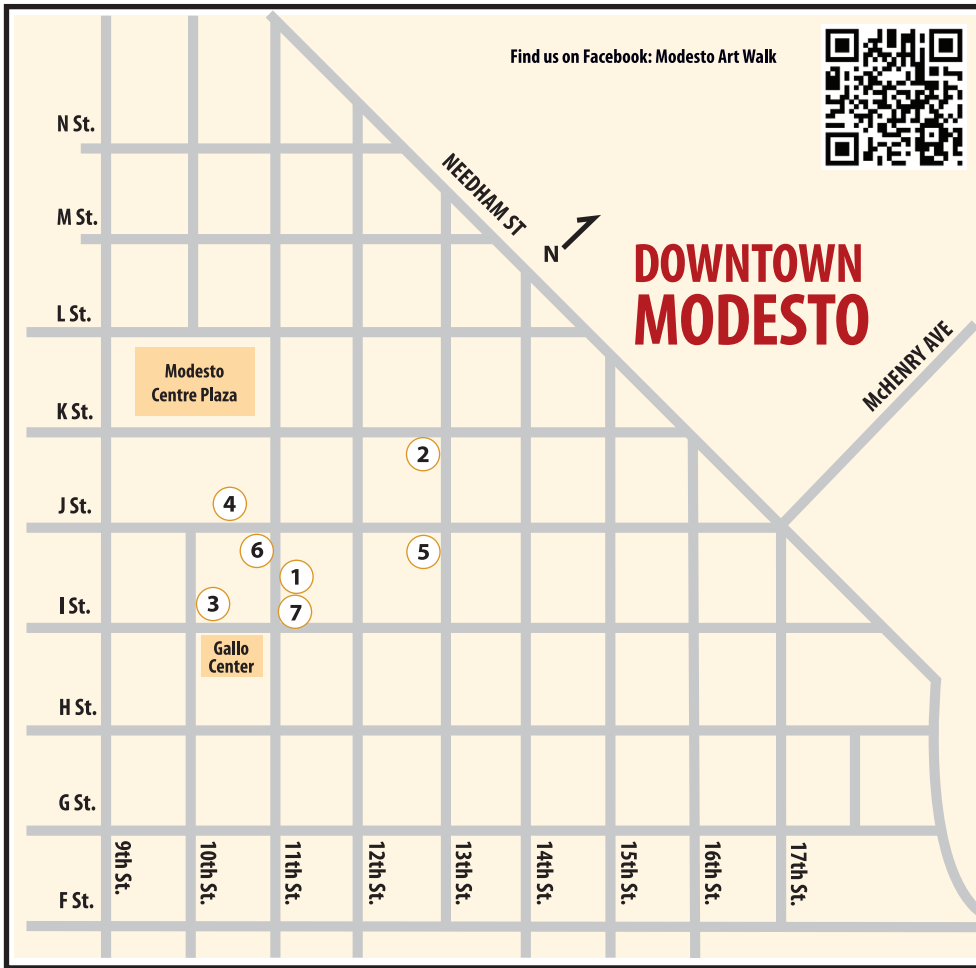 Find us on Facebook: Modesto Art Walk
N St.
NEEDHAM ST
M St.
N
DOWNTOWN
MODESTO
L St.
McHENRY AVE
Modesto
Centre Plaza
K St.
2
4
J St.
6
5
1
3
I St.
7
Gallo
Center
H St.
G St.
9th St.
10th St.
11th St.
12th St.
13th St.
14th St.
15th St.
16th St.
17th St.
F St.